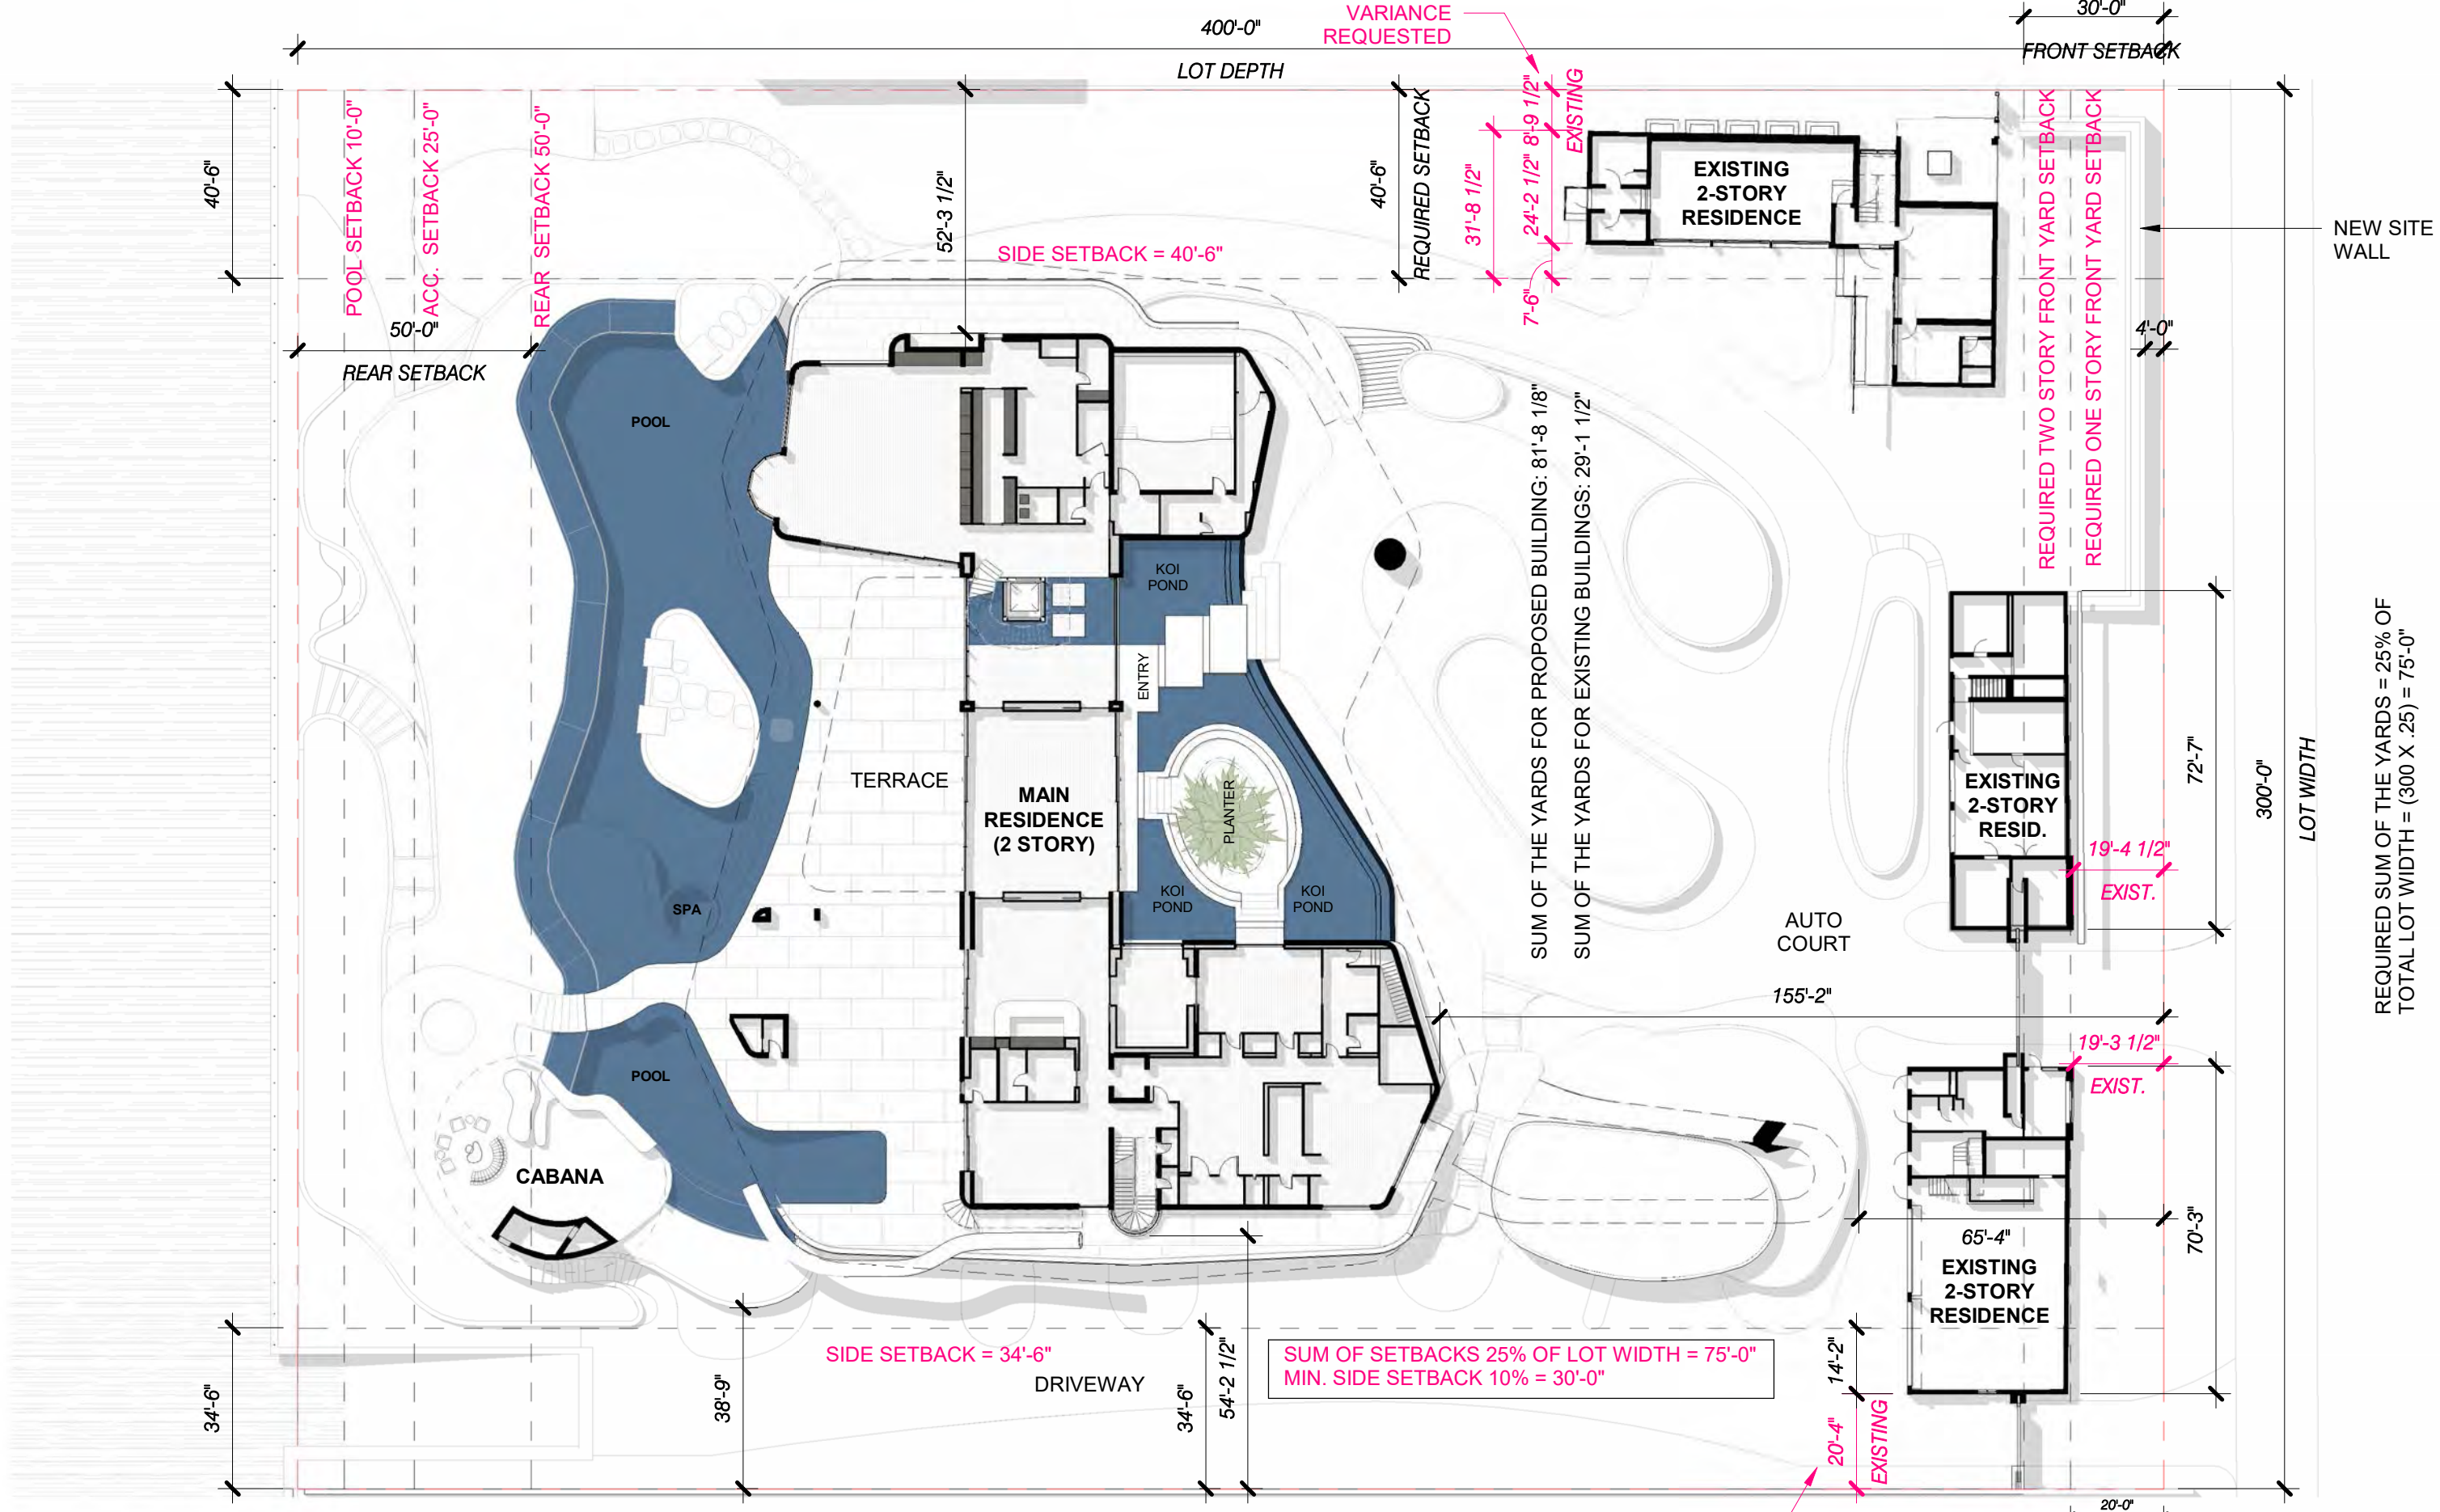 VARIANCE
REQUESTED
400'-0"
LOT DEPTH
30'-0"
FRONT SETBACK
40'-6"
POOL SETBACK 10'-0"
ACC. SETBACK 25'-0"
REAR SETBACK 50'-0"
50'-0"
REAR SETBACK
52'-3 1/2"
SIDE SETBACK = 40'-6"
40'-6"
REQUIRED SETBACK
31'-8 1/2"
8'-9 1/2"
EXISTING
24'-2 1/2"
7'-6"
EXISTING
2-STORY
RESIDENCE
REQUIRED TWO STORY FRONT YARD SETBACK
REQUIRED ONE STORY FRONT YARD SETBACK
NEW SITE
WALL
4'-0"
POOL
KOI
POND
ENTRY
TERRACE
MAIN
RESIDENCE
(2 STORY)
PLANTER
KOI
POND
KOI
POND
SPA
SUM OF THE YARDS FOR PROPOSED BUILDING: 81'-8 1/8"
SUM OF THE YARDS FOR EXISTING BUILDINGS: 29'-1 1/2"
AUTO
COURT
155'-2"
EXISTING
2-STORY
RESID.
72'-7"
300'-0"
LOT WIDTH
REQUIRED SUM OF THE YARDS = 25% OF
TOTAL LOT WIDTH = (300 X .25) = 75'-0"
19'-4 1/2"
EXIST.
19'-3 1/2"
EXIST.
POOL
CABANA
65'-4"
EXISTING
2-STORY
RESIDENCE
70'-3"
34'-6"
38'-9"
SIDE SETBACK = 34'-6"
DRIVEWAY
34'-6"
54'-2 1/2"
SUM OF SETBACKS 25% OF LOT WIDTH = 75'-0"
MIN. SIDE SETBACK 10% = 30'-0"
14'-2"
20'-4"
EXISTING
20'-0"